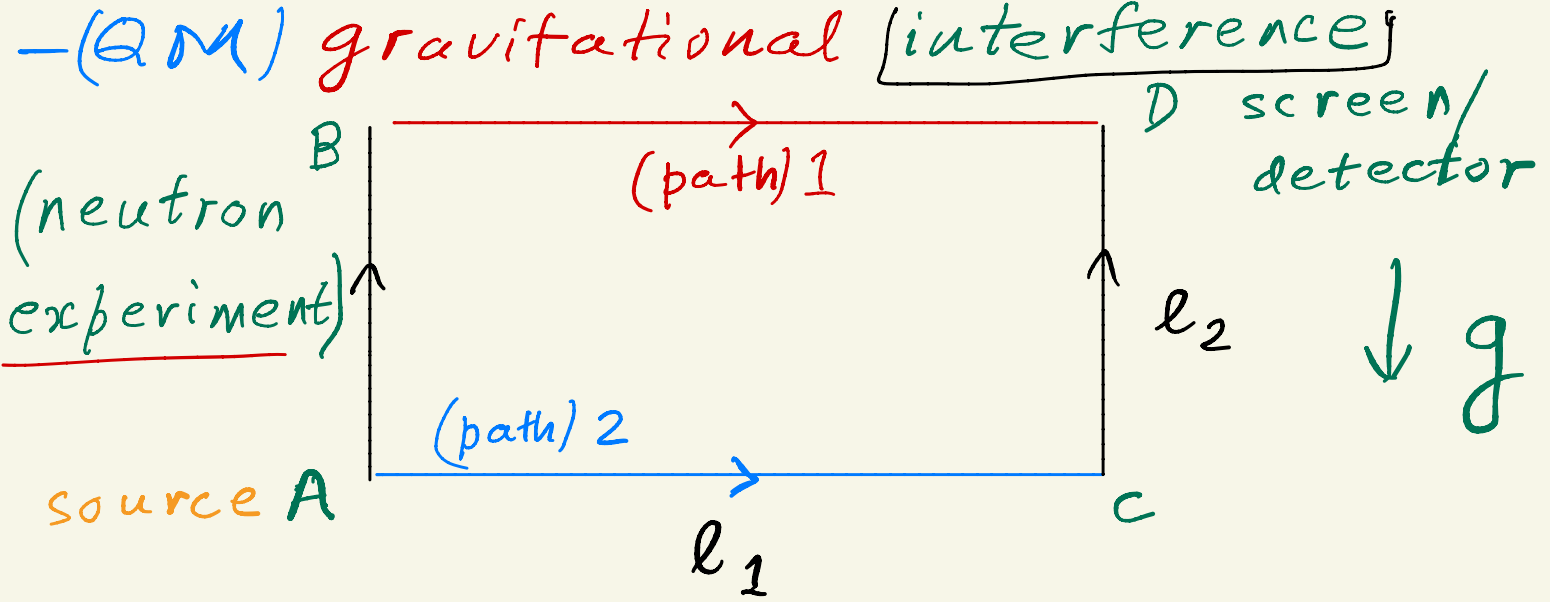 -(QM) gravitational [interference]
B
D screen/
detector
(path) 1
(neutron
experiment)
l2
g
(path) 2
source A
C
l1